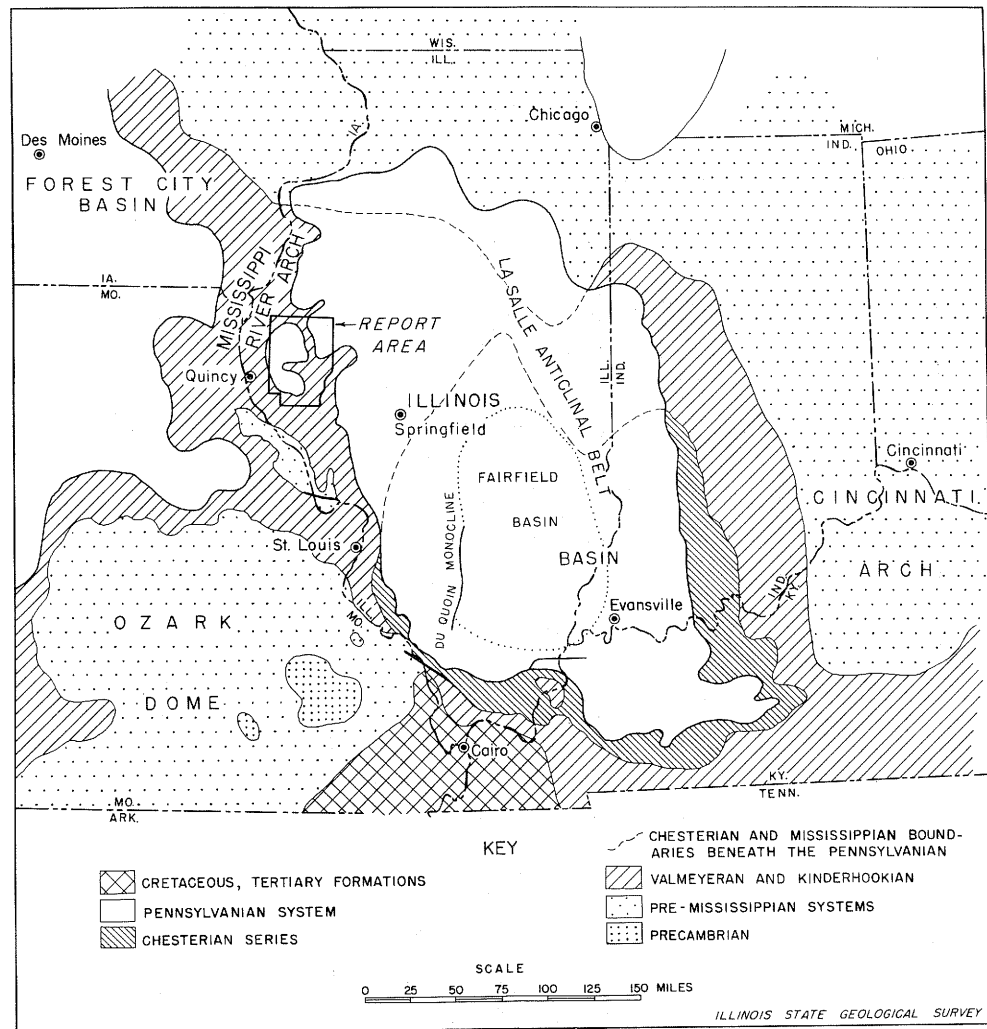 WIS.
ILL.
Chicago
MICH.
IND.
OHIO
IA.
Des Moines
FOREST CITY
BASIN
MISSISSIPPI
RIVER ARCH
LA SALLE ANTICLINAL BELT
IA.
MO.
REPORT
AREA
ILL.
IND.
Quincy
ILLINOIS
Springfield
Cincinnati
FAIRFIELD
BASIN
CINCINNATI
ARCH
DU QUOIN MONOCLINE
BASIN
St. Louis
IND.
KY.
ILL.
MO.
Evansville
OZARK
DOME
Cairo
MO.
ARK.
KY.
TENN.
KEY
CRETACEOUS, TERTIARY FORMATIONS
PENNSYLVANIAN SYSTEM
CHESTERIAN SERIES
CHESTERIAN AND MISSISSIPPIAN BOUND-
ARIES BENEATH THE PENNSYLVANIAN
VALMEYERAN AND KINDERHOOKIAN
PRE-MISSISSIPPIAN SYSTEMS
PRECAMBRIAN
SCALE
0 25 50 75 100 125 150 MILES
ILLINOIS STATE GEOLOGICAL SURVEY